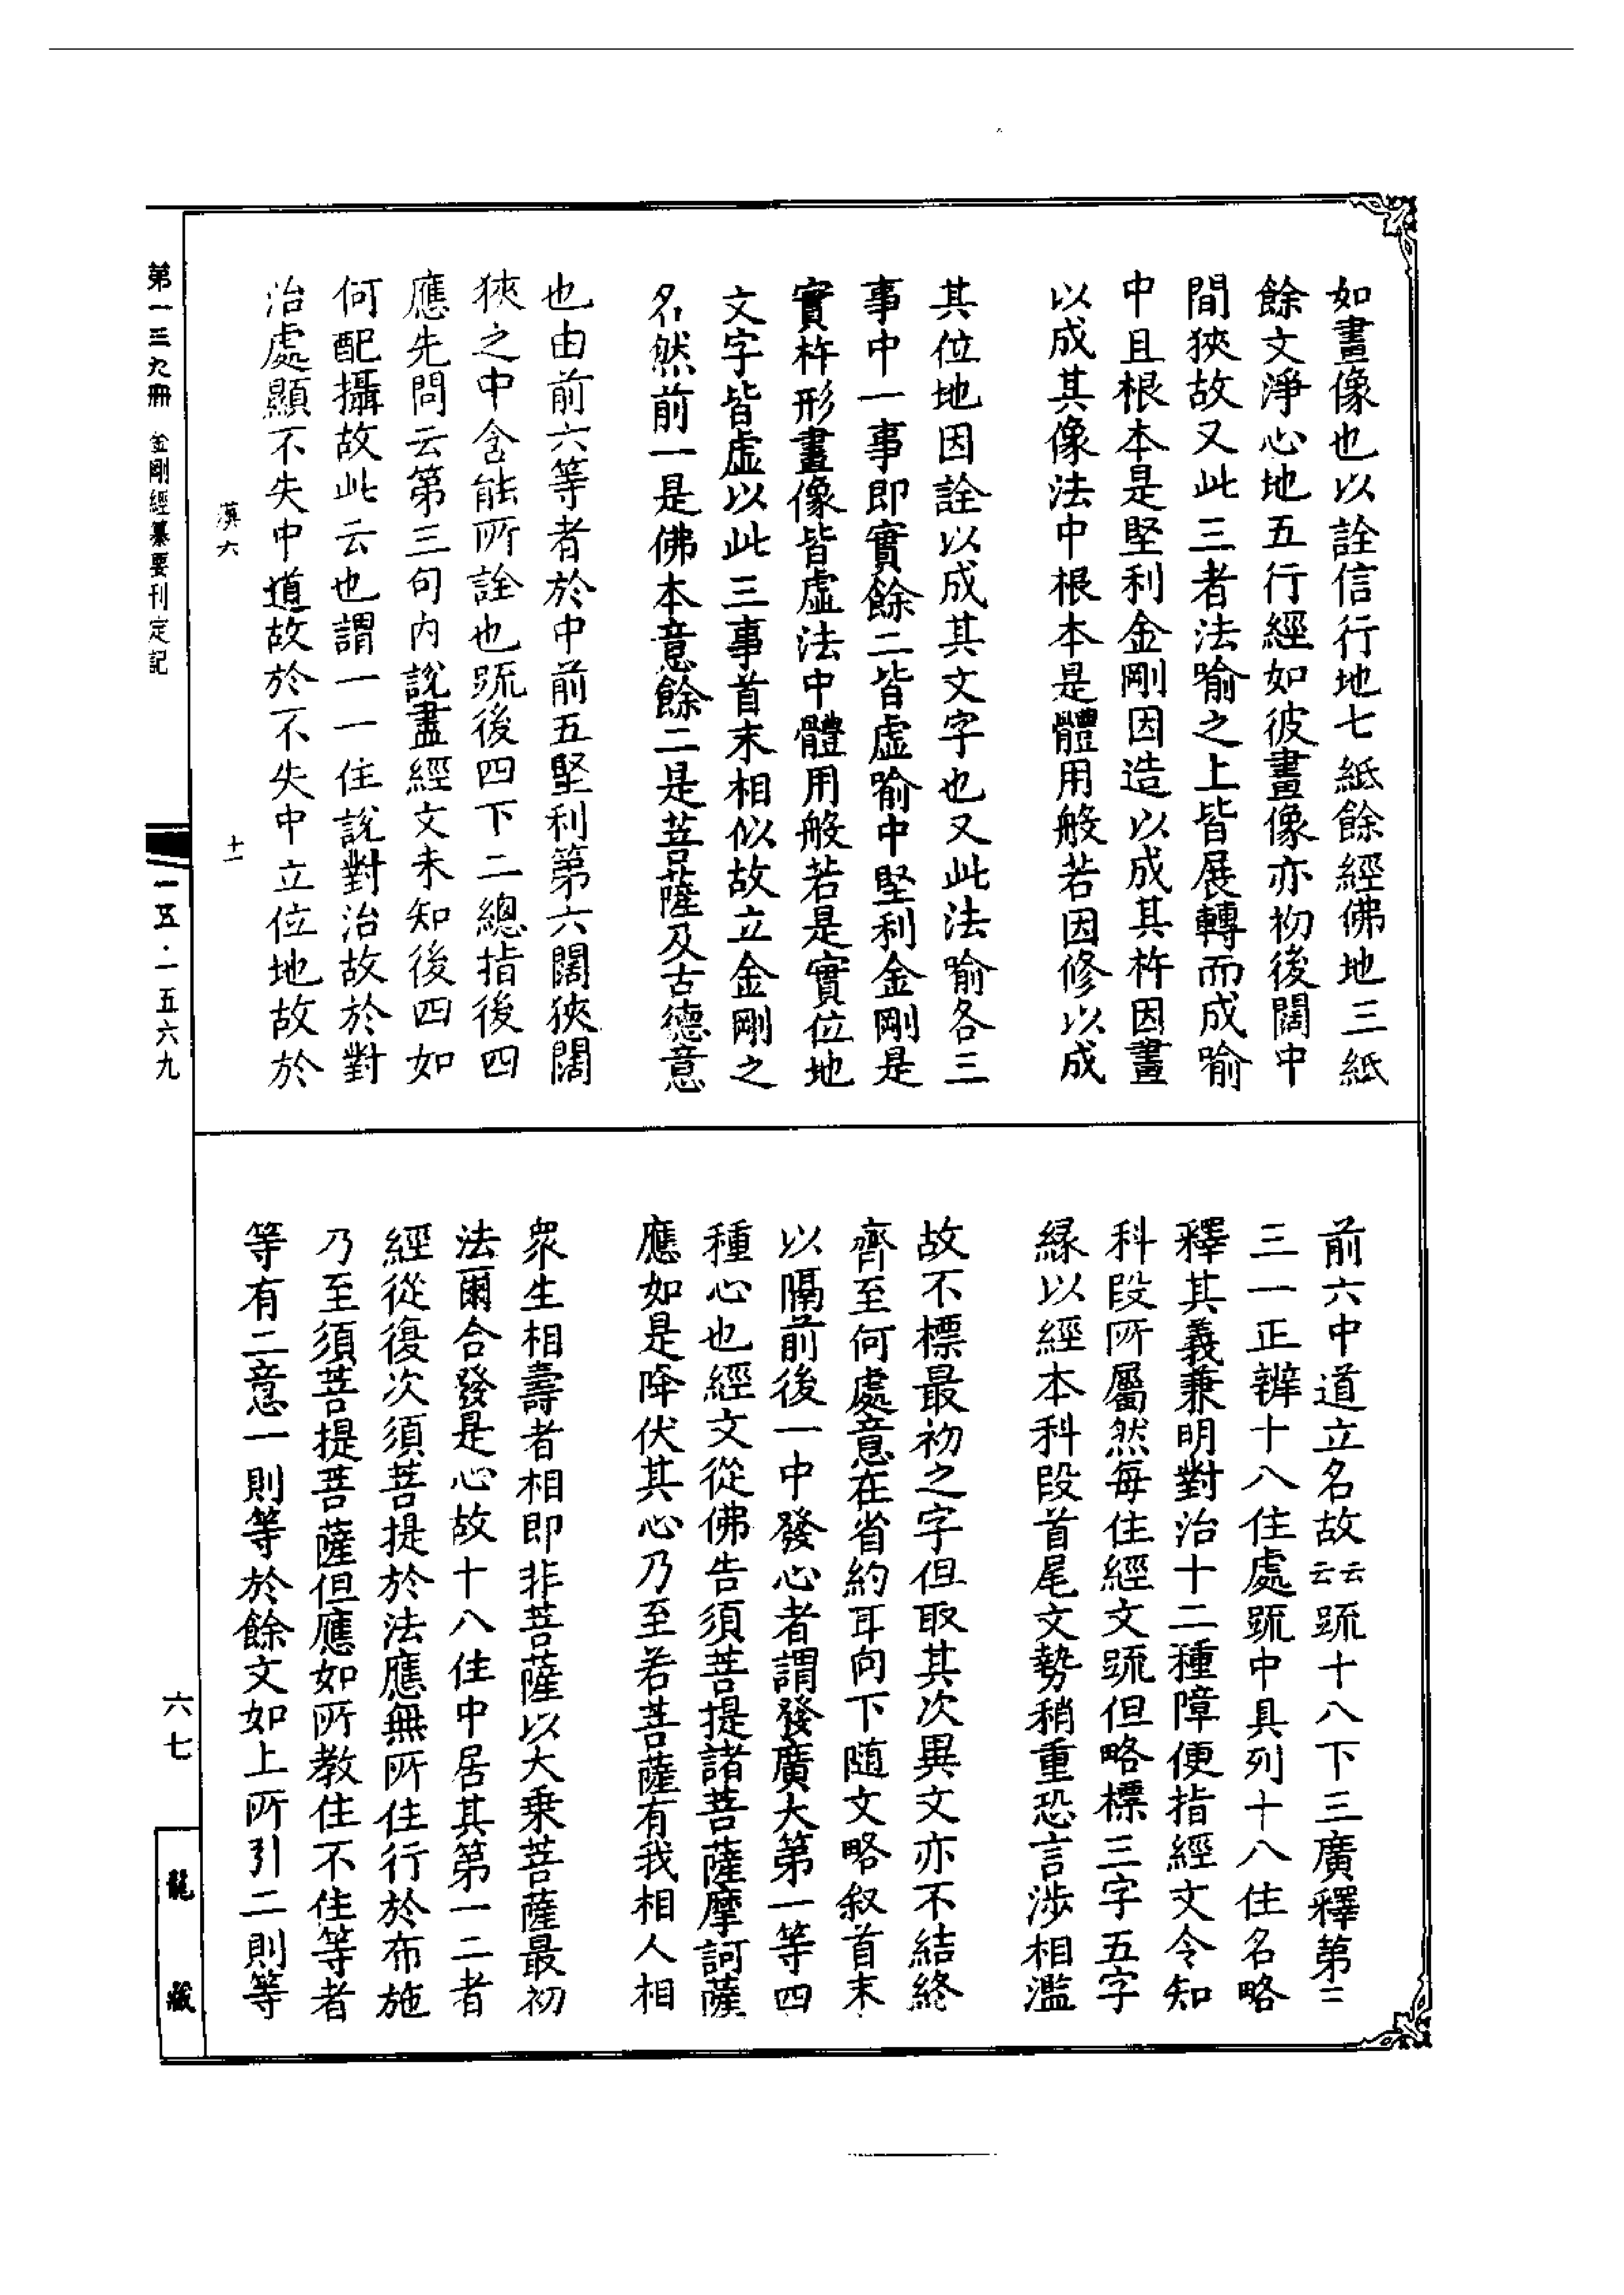 如畫像也以詮信行地七紙餘經佛地三紙
餘文淨心地五行經如彼畫像亦初後闊中
間狹故又此三者法喻之上皆展轉而成喻
中且根本是堅利金剛因造以成其杵因畫
以成其像法中根本是體用般若因修以成
其位地因詮以成其文字也又此法喻各三
事中一事即實餘二皆虛喻中堅利金剛是
實杵形畫像皆虛法中體用般若是實位地
文字皆虛以此三事首末相似故立金剛之
名然前一是佛本意餘二是菩薩及古德意
也由前六等者於中前五堅利第六闊狹闊
狹之中含能所詮也䟽後四下二總指後四
應先問云第三句內說盡經文未知後四如
何配攝故此云也謂一一住說對治故於對
治處顯不失中道故於不失中立位地故於
漢六
十一
前六中道立名故云云䟽十八下三廣釋第二
三一正辨十八住處䟽中具列十八住名略
釋其義兼明對治十二種障便指經文令知
科段所屬然每住經文䟽但略標三字五字
緣以經本科段首尾文勢稍重恐言涉相濫
故不標最初之字但取其次異文亦不結終
齊至何處意在省約耳向下隨文略叙首末
以隔前後一中發心者謂發廣大第一等四
種心也經文從佛告須菩提諸菩薩摩訶薩
應如是降伏其心乃至若菩薩有我相人相
衆生相壽者相即非菩薩以大乘菩薩最初
法爾合發是心故十八住中居其第一二者
經從復次須菩提於法應無所住行於布施
乃至須菩提菩薩但應如所教住不住等者
等有二意一則等於餘文如上所引二則等
第一三九冊 金剛經纂要刊定記
一五·一五六九
六七
龍藏